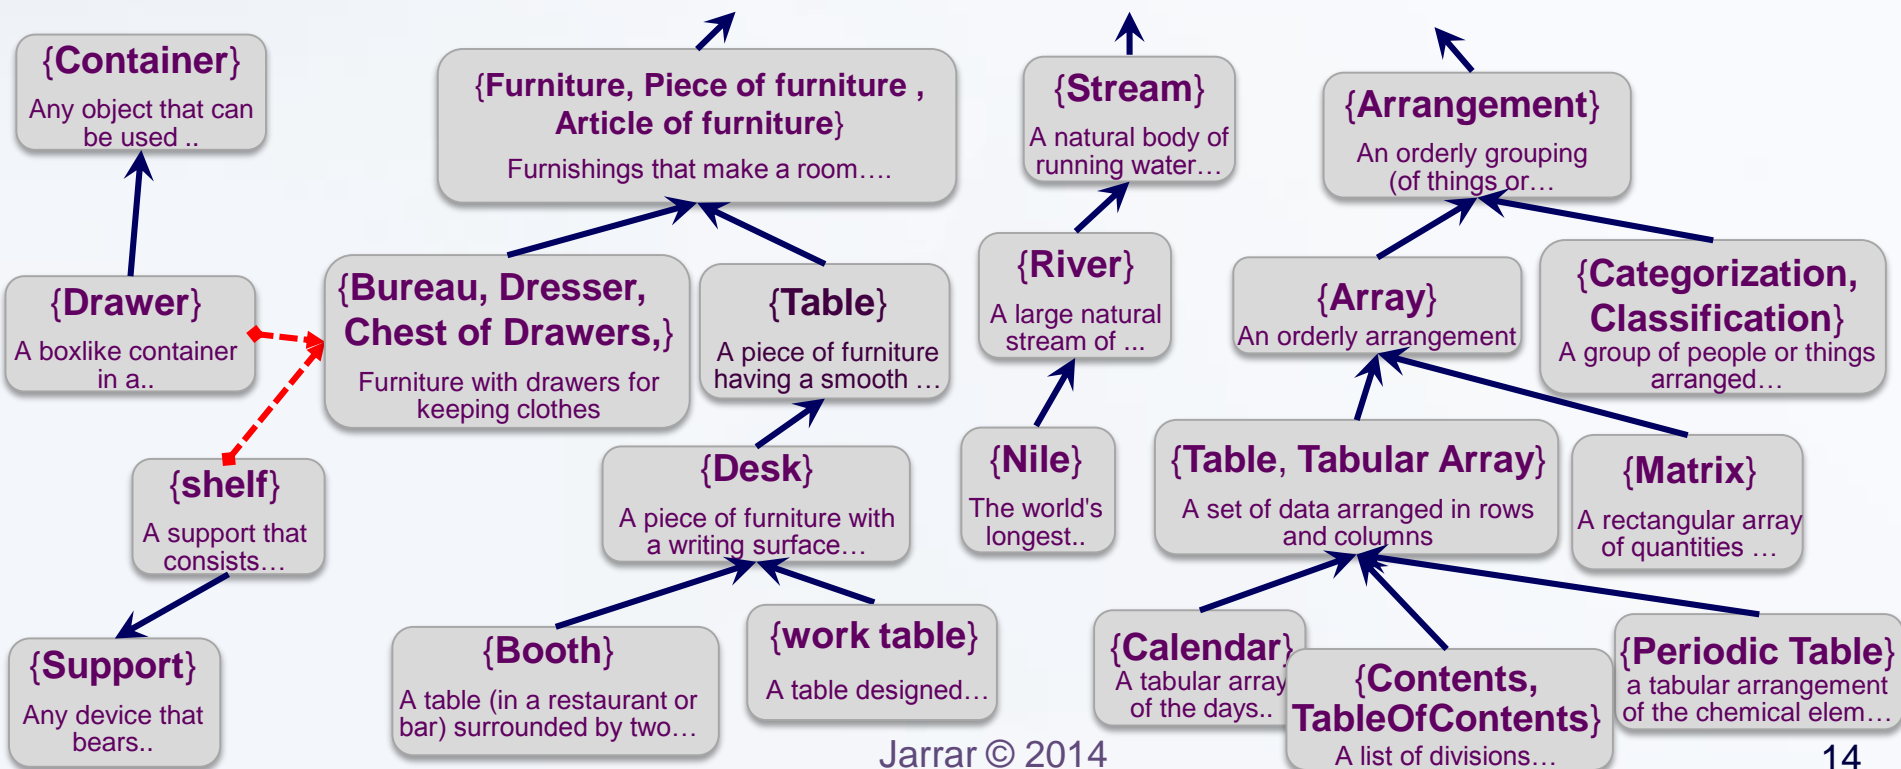 {Container}
Any object that can
be used ..
{Furniture, Piece of furniture ,
Article of furniture}
Furnishings that make a room….
{Stream}
A natural body of
running water…
{Arrangement}
An orderly grouping
(of things or…
{Drawer}
A boxlike container
in a..
{Bureau, Dresser,
Chest of Drawers,}
Furniture with drawers for
keeping clothes
{Table}
A piece of furniture
having a smooth …
{River}
A large natural
stream of ...
{Array}
An orderly arrangement
{Categorization,
Classification}
A group of people or things
arranged…
{shelf}
A support that
consists…
{Desk}
A piece of furniture with
a writing surface…
{Nile}
The world's
longest..
{Table, Tabular Array}
A set of data arranged in rows
and columns
{Matrix}
A rectangular array
of quantities …
{Support}
Any device that
bears..
{Booth}
A table (in a restaurant or
bar) surrounded by two…
{work table}
A table designed…
{Calendar}
A tabular array
of the days..
{Contents,
TableOfContents}
A list of divisions…
{Periodic Table}
a tabular arrangement
of the chemical elem…
Jarrar © 2014
14